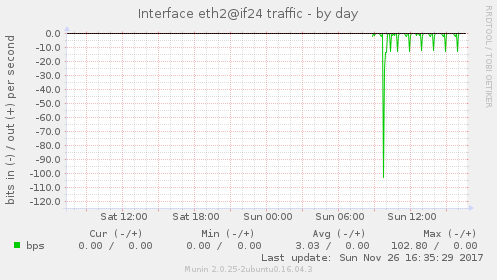 Interface eth2@if24 traffic - by day
RRDTOOL / TOBI OETIKER
bits in (-) / out (+) per second
0.0
-10.0
-20.0
-30.0
-40.0
-50.0
-60.0
-70.0
-80.0
-90.0
-100.0
-110.0
-120.0
Sat 12:00 Sat 18:00 Sun 00:00 Sun 06:00 Sun 12:00
Cur (-/+) Min (-/+) Avg (-/+) Max (-/+)
bps 0.00 / 0.00 0.00 / 0.00 3.03 / 0.00 102.80 / 0.00
Last update: Sun Nov 26 16:35:29 2017
Munin 2.0.25-2ubuntu0.16.04.3